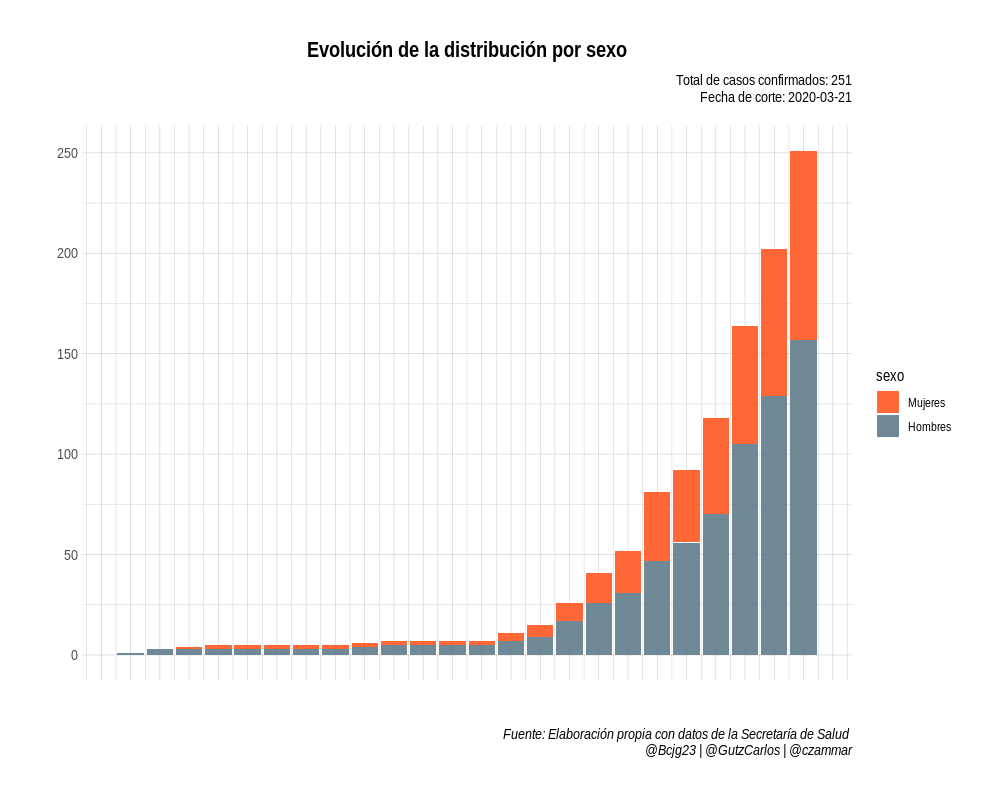 Evolución de la distribución por sexo
Total de casos confirmados: 251
Fecha de corte: 2020-03-21
250
200
150
100
50
0
sexo
Mujeres
Hombres
Fuente: Elaboración propia con datos de la Secretaría de Salud
@Bcjg23 | @GutzCarlos | @czammar